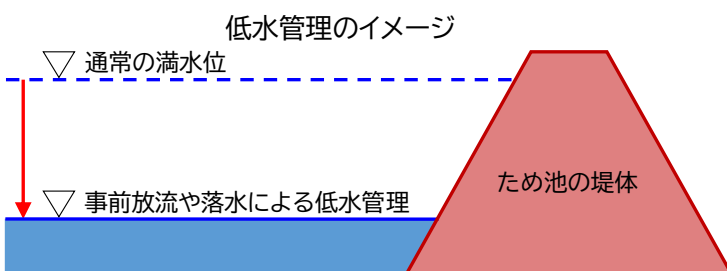 低水管理のイメージ
通常の満水位
事前放流や落水による低水管理
ため池の堤体